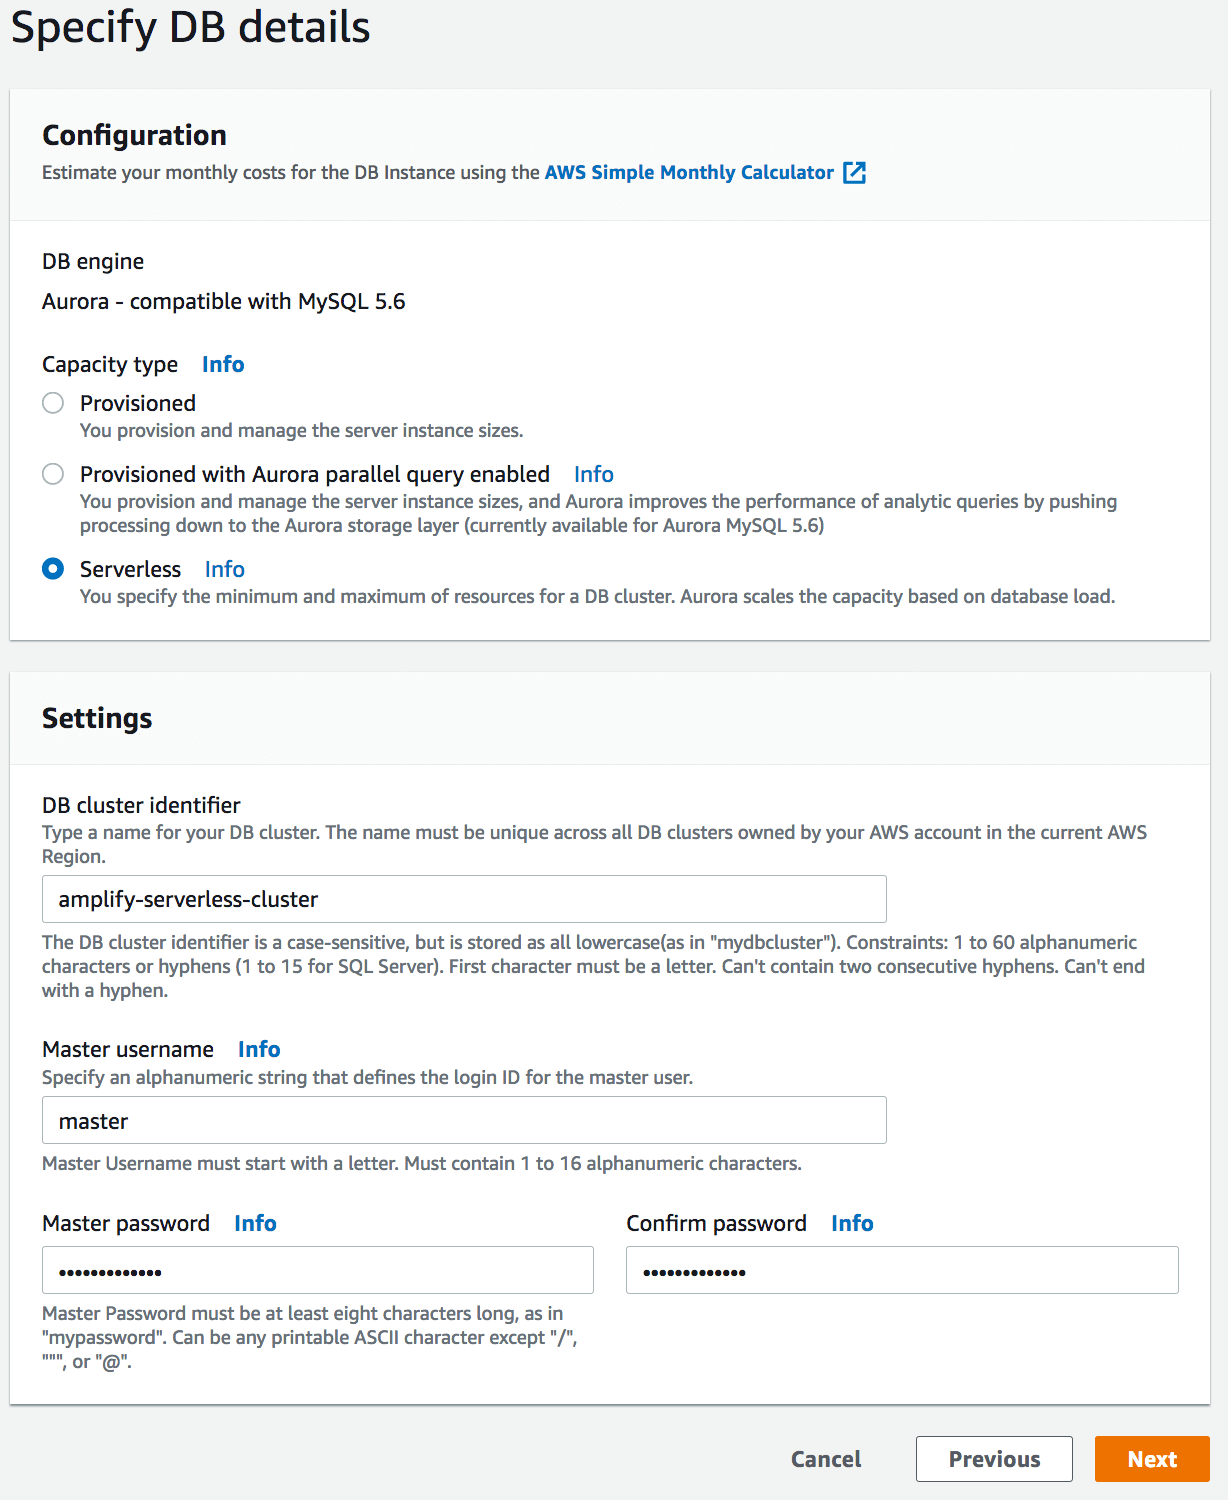 Specify DB details
Configuration
Estimate your monthly costs for the DB Instance using the AWS Simple Monthly Calculator
DB engine
Aurora - compatible with MySQL 5.6
Capacity type Info
Provisioned
You provision and manage the server instance sizes.
Provisioned with Aurora parallel query enabled Info
You provision and manage the server instance sizes, and Aurora improves the performance of analytic queries by pushing
processing down to the Aurora storage layer (currently available for Aurora MySQL 5.6)
Serverless Info
You specify the minimum and maximum of resources for a DB cluster. Aurora scales the capacity based on database load.
Settings
DB cluster identifier
Type a name for your DB cluster. The name must be unique across all DB clusters owned by your AWS account in the current AWS
Region.
amplify-serverless-cluster
The DB cluster identifier is a case-sensitive, but is stored as all lowercase(as in "mydbcluster"). Constraints: 1 to 60 alphanumeric
characters or hyphens (1 to 15 for SQL Server). First character must be a letter. Can't contain two consecutive hyphens. Can't end
with a hyphen.
Master username Info
Specify an alphanumeric string that defines the login ID for the master user.
master
Master Username must start with a letter. Must contain 1 to 16 alphanumeric characters.
Master password Info Confirm password Info
••••••••••••• •••••••••••••
Master Password must be at least eight characters long, as in
"mypassword". Can be any printable ASCII character except "/",
""", or "@".
Cancel Previous Next